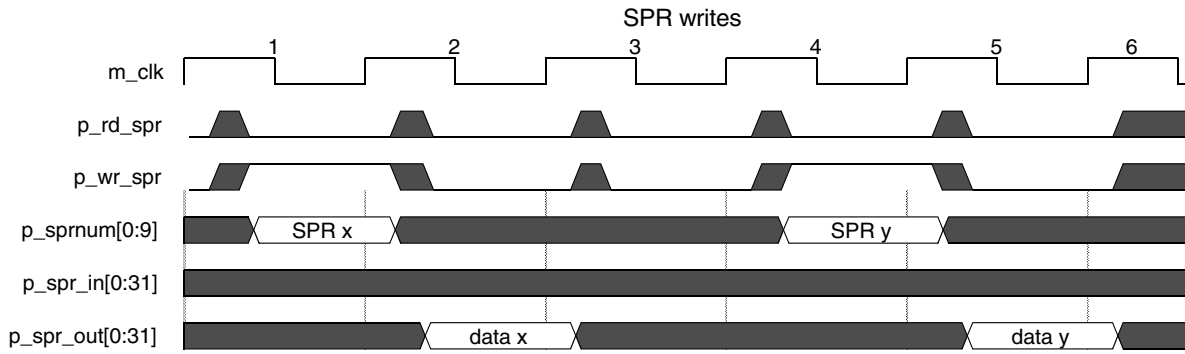 SPR writes
1 2 3 4 5 6
m_clk
p_rd_spr
p_wr_spr
p_sprnum[0:9] SPR x SPR y
p_spr_in[0:31]
p_spr_out[0:31] data x data y